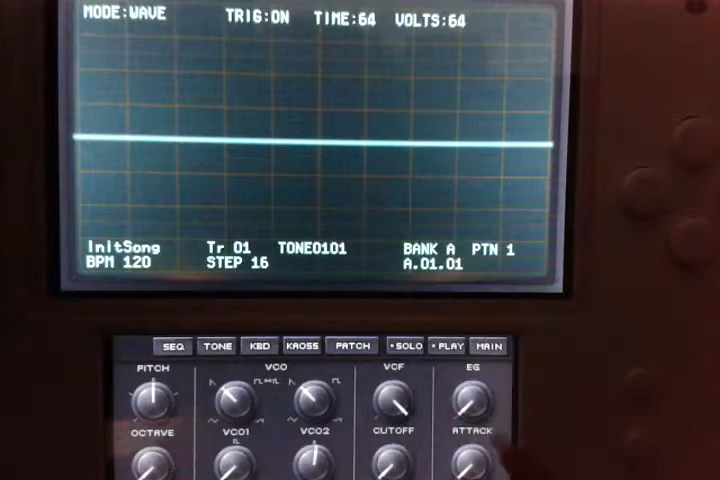 MODE:WAVE TRIG:ON TIME:64 VOLTS:64
InitSong Tr 01 TONE0101 BANK A PTN 1
BPM 120 STEP 16 A.01.01
SEQ TONE KBD KAOSS PATCH •SOLO •PLAY MAIN
PITCH VCO VCF EG
OCTAVE VCO1 VCO2 CUTOFF ATTACK